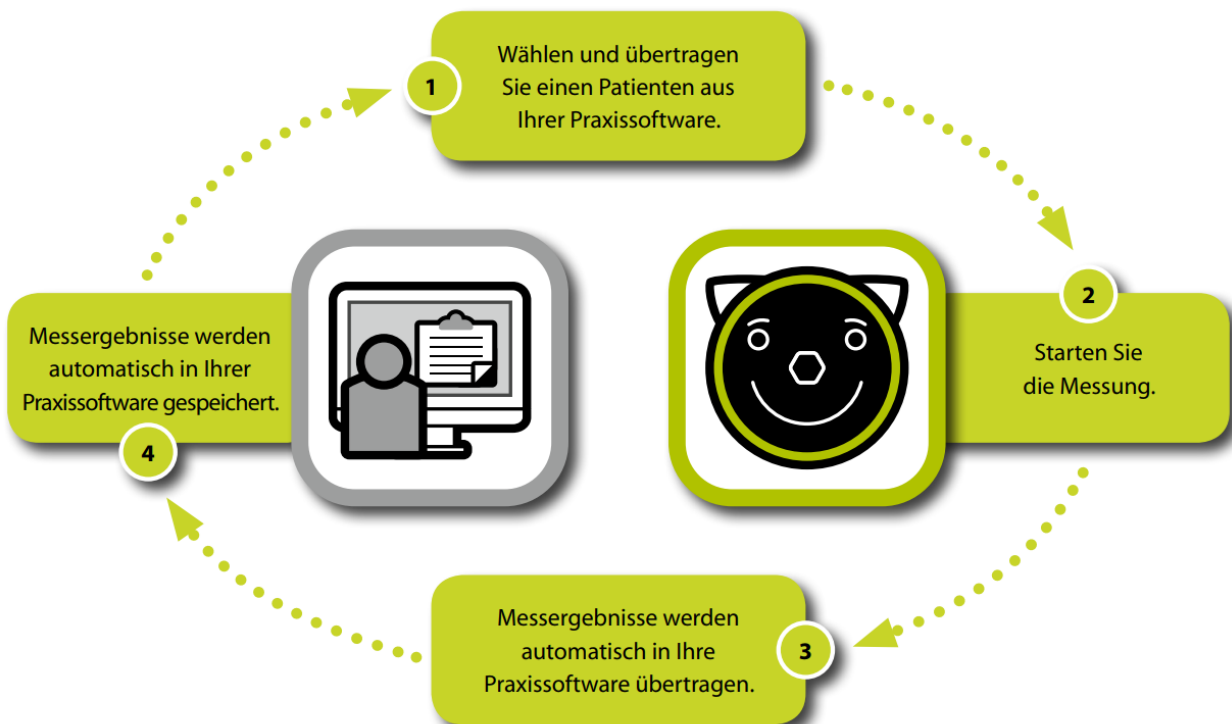 1
Wählen und übertragen
Sie einen Patienten aus
Ihrer Praxissoftware.
2
Starten Sie
die Messung.
3
Messergebnisse werden
automatisch in Ihre
Praxissoftware übertragen.
4
Messergebnisse werden
automatisch in Ihrer
Praxissoftware gespeichert.